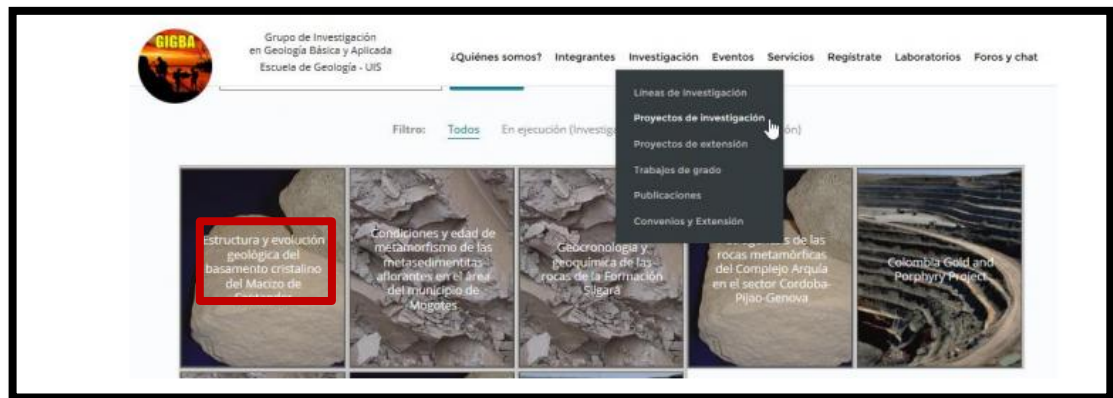 GIGBA
Grupo de Investigación
en Geología Básica y Aplicada
Escuela de Geología - UIS
¿Quiénes somos? Integrantes Investigación Eventos Servicios Regístrate Laboratorios Foros y chat
Líneas de Investigación
Proyectos de investigación
Proyectos de extensión
Trabajos de grado
Publicaciones
Convenios y Extensión
Filtro: Todos En ejecución
Estructura y evolución
geológica del
basamento cristalino
del Macizo de
Condiciones y edad de
metamorfismo de las
metasedimentitas
aflorantes en el área
del municipio de
Mogotes
Geocronología y
geoquímica de las
rocas de la Formación
Silgará
de las
rocas metamórficas
del Complejo Arquía
en el sector Cordoba-
Pijao-Genova
Colombia Gold and
Porphyry Project